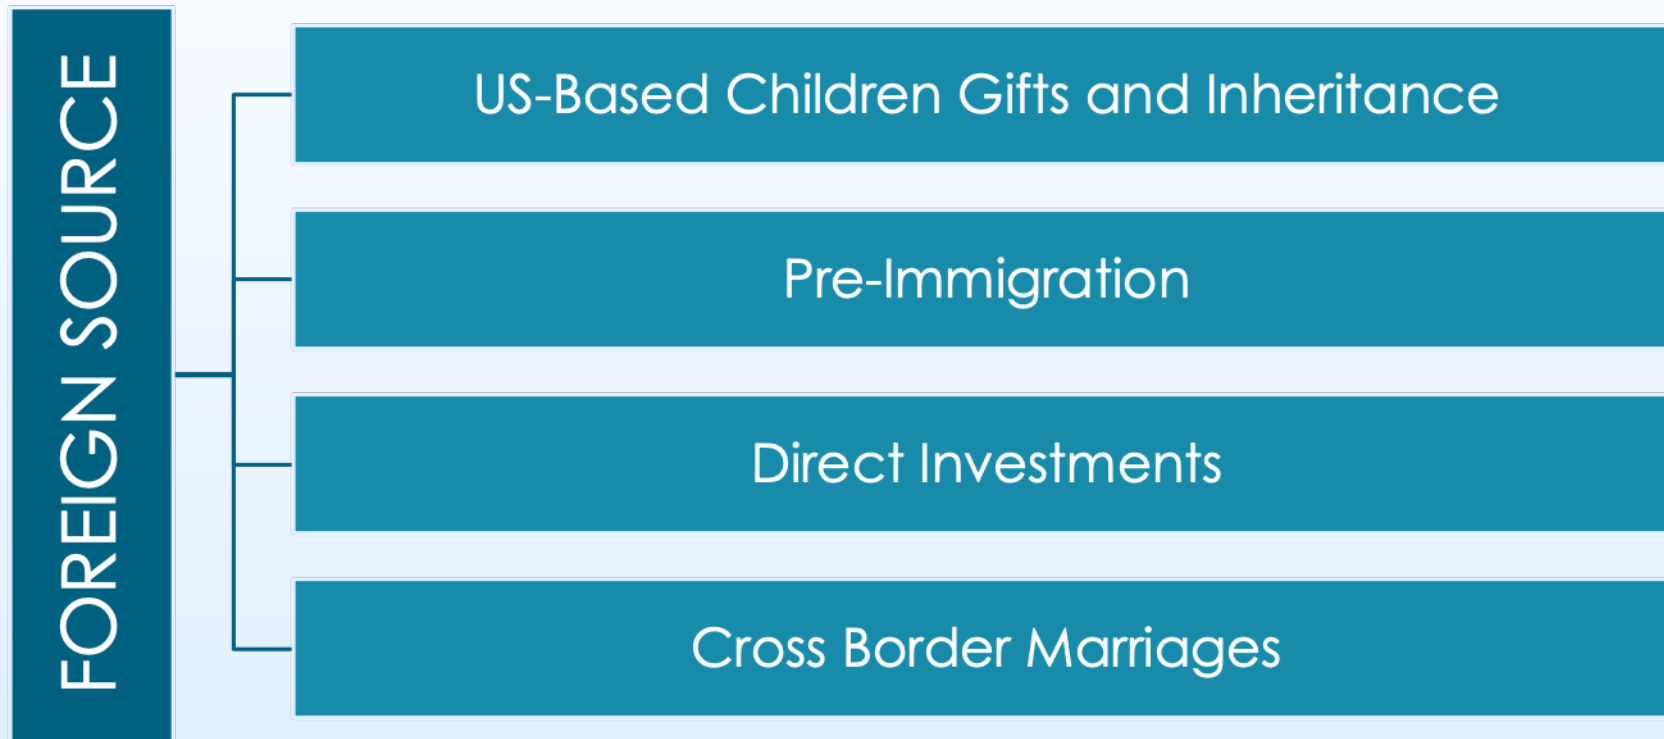 FOREIGN SOURCE
US-Based Children Gifts and Inheritance
Pre-Immigration
Direct Investments
Cross Border Marriages